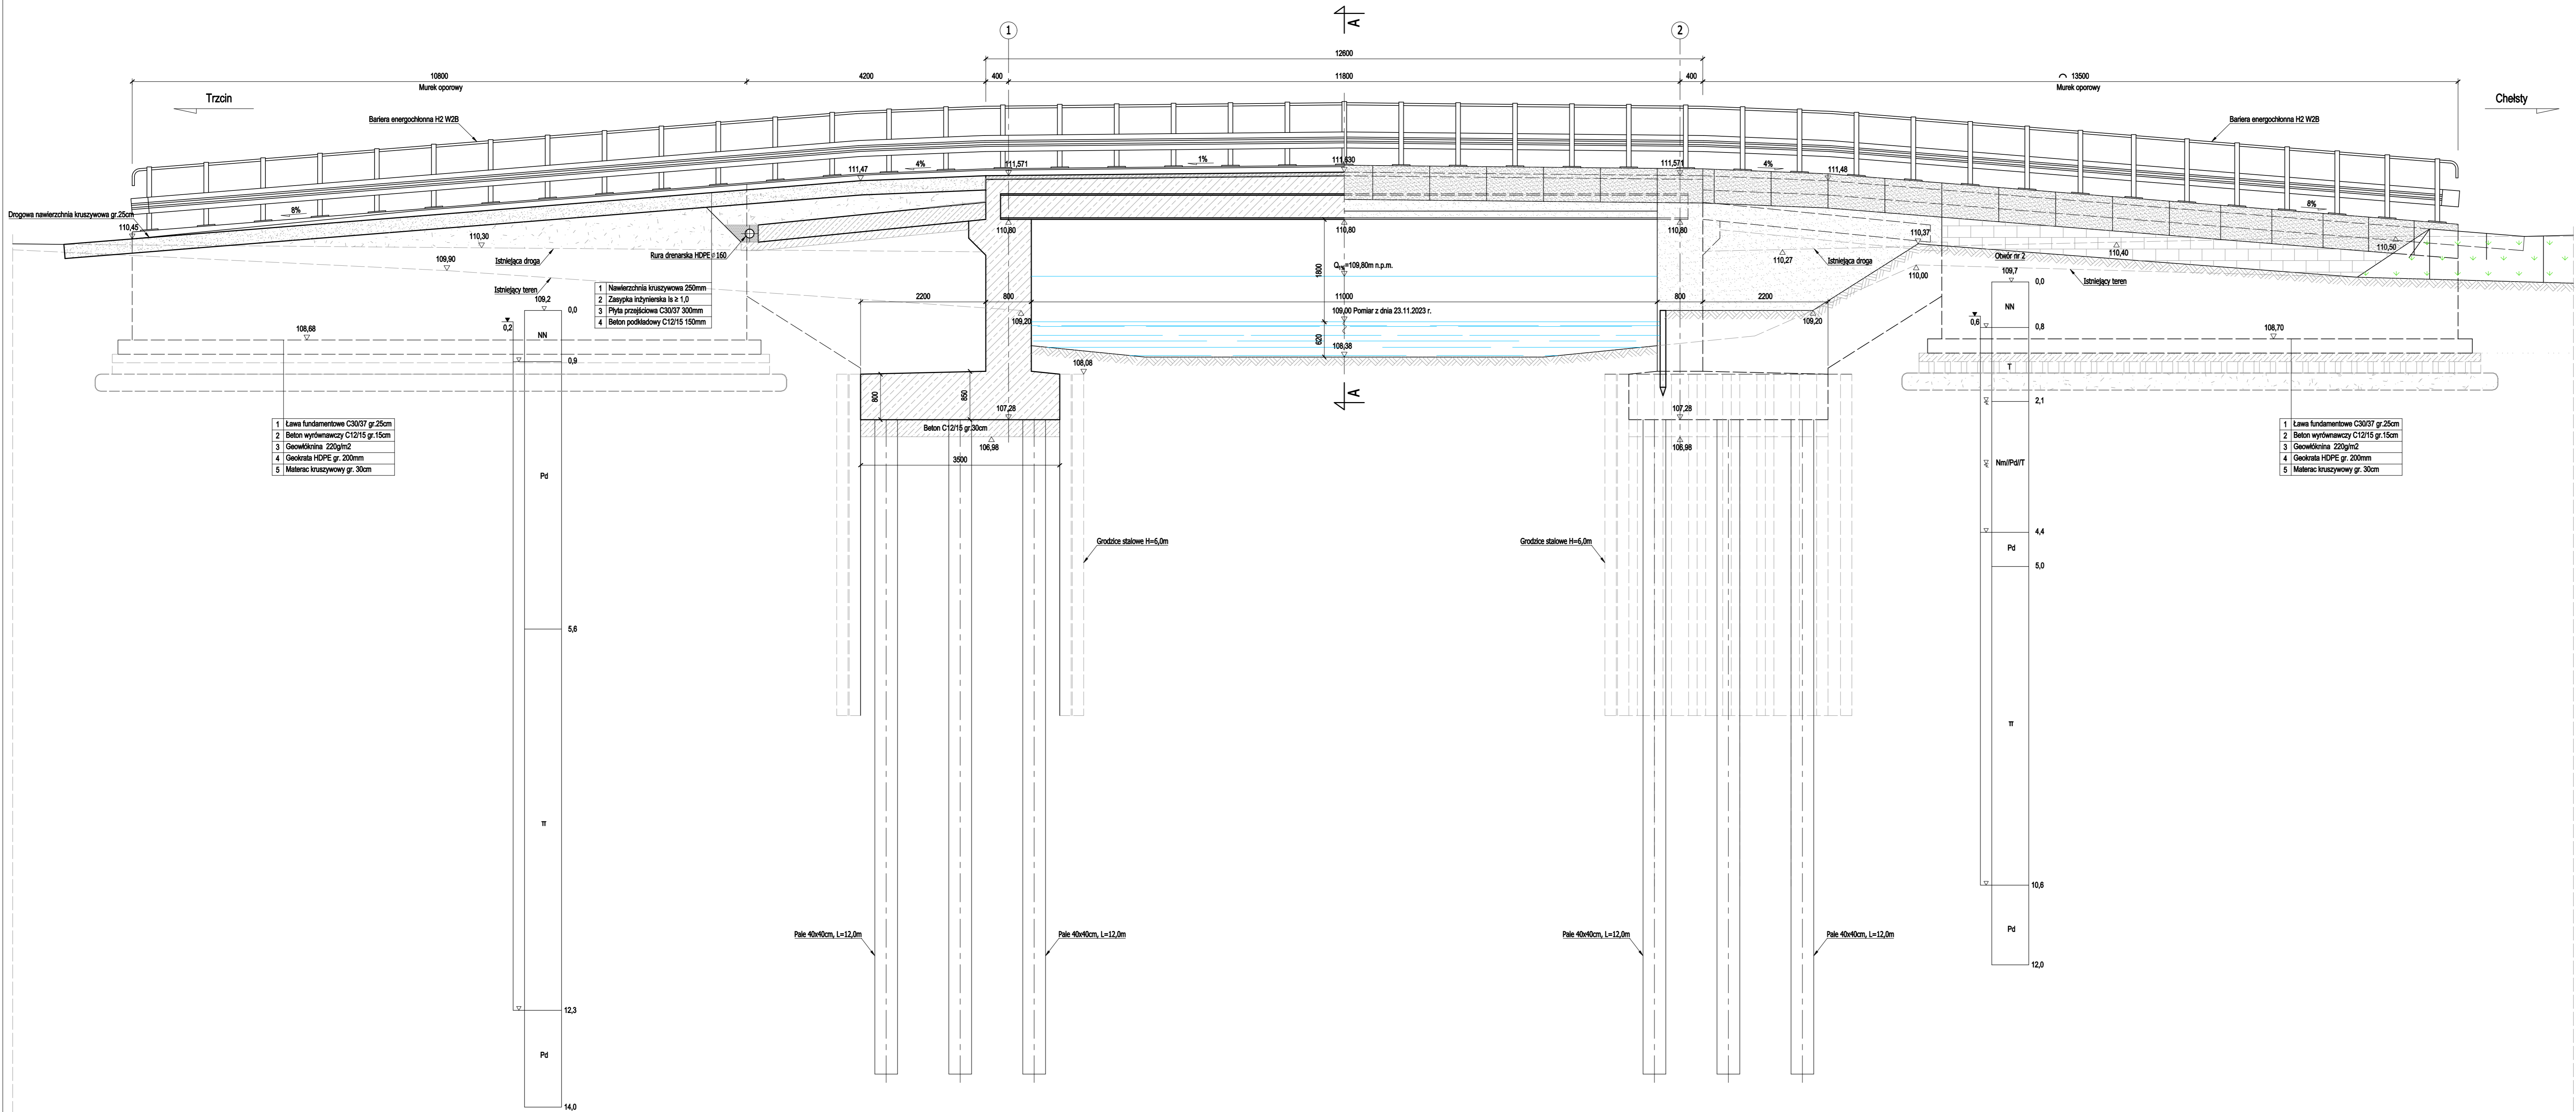 A
1
2
12600
10800
4200
400
11800
400
⌒ 13500
Murek oporowy
Murek oporowy
Trzcin
Chełsty
Bariera energochłonna H2 W2B
Bariera energochłonna H2 W2B
111,47
4%
111,571
1%
111,630
111,571
4%
111,48
8%
8%
Drogowa nawierzchnia kruszywowa gr.25cm
110,45
110,30
110,80
110,80
110,80
110,37
110,50
Istniejąca droga
Rura drenarska HDPE
160
109,90
110,27
Istniejąca droga
110,40
Otwór nr 2
=109,80m n.p.m.
1800
110,00
109,7
Istniejący teren
Istniejący teren
0,0
1 Nawierzchnia kruszywowa 250mm
2 Zasypka inżynierska Is ≥ 1,0
3 Płyta przejściowa C30/37 300mm
4 Beton podkładowy C12/15 150mm
109,2
0,0
2200
800
11000
800
2200
NN
109,20
109,00 Pomiar z dnia 23.11.2023 r.
109,20
0,2
NN
0,6
0,8
108,68
620
108,38
108,70
0,9
108,08
T
A
800
850
2,1
107,28
107,28
1 Ława fundamentowe C30/37 gr.25cm
2 Beton wyrównawczy C12/15 gr.15cm
3 Geowłóknina 220g/m2
4 Geokrata HDPE gr. 200mm
5 Materac kruszywowy gr. 30cm
Beton C12/15 gr.30cm
106,98
106,98
1 Ława fundamentowe C30/37 gr.25cm
2 Beton wyrównawczy C12/15 gr.15cm
3 Geowłóknina 220g/m2
4 Geokrata HDPE gr. 200mm
5 Materac kruszywowy gr. 30cm
3500
Nm//Pd//T
Pd
4,4
Grodzice stalowe H=6,0m
Grodzice stalowe H=6,0m
Pd
5,0
5,6
π
π
10,6
Pale 40x40cm, L=12,0m
Pale 40x40cm, L=12,0m
Pale 40x40cm, L=12,0m
Pale 40x40cm, L=12,0m
Pd
12,0
12,3
Pd
14,0